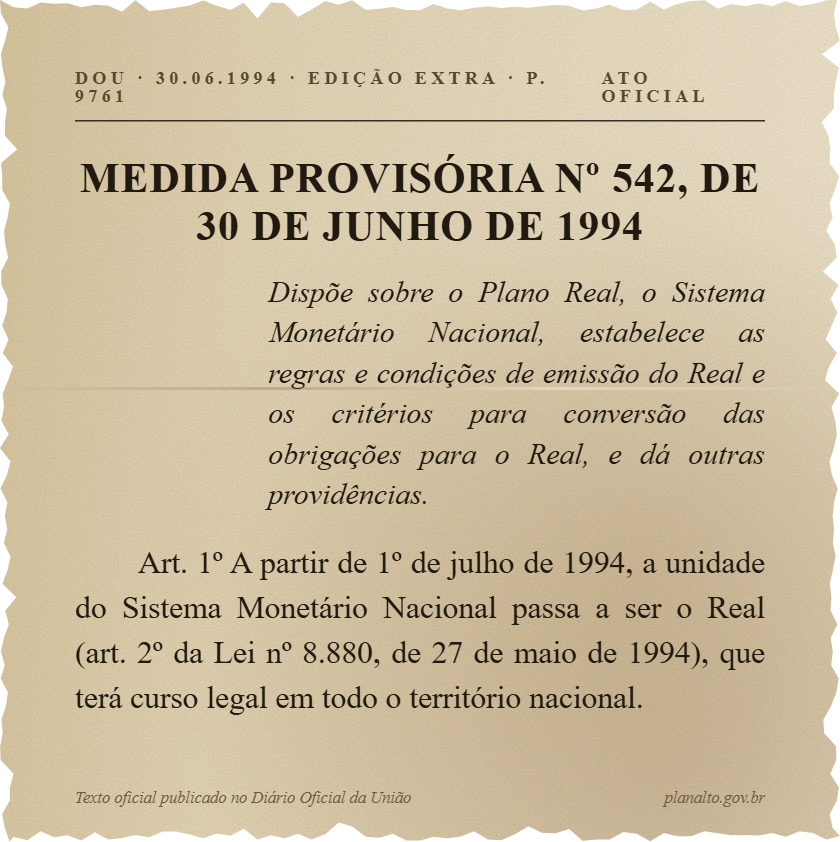 DOU · 30.06.1994 · EDIÇÃO EXTRA · P. 9761
ATO OFICIAL
MEDIDA PROVISÓRIA Nº 542, DE
30 DE JUNHO DE 1994
Dispõe sobre o Plano Real, o Sistema
Monetário Nacional, estabelece as
regras e condições de emissão do Real e
os critérios para conversão das
obrigações para o Real, e dá outras
providências.
Art. 1º A partir de 1º de julho de 1994, a unidade
do Sistema Monetário Nacional passa a ser o Real
(art. 2º da Lei nº 8.880, de 27 de maio de 1994), que
terá curso legal em todo o território nacional.
Texto oficial publicado no Diário Oficial da União
planalto.gov.br